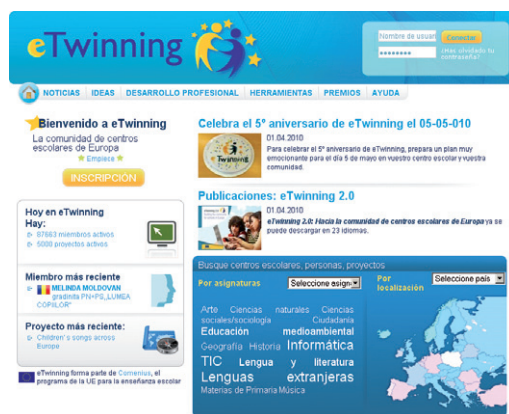 eTwinning
Nombre de usuar
Conectar
¿Has olvidado tu
contraseña?
NOTICIAS IDEAS DESARROLLO PROFESIONAL HERRAMIENTAS PREMIOS AYUDA
Bienvenido a eTwinning
La comunidad de centros
escolares de Europa
Empiece
INSCRIPCIÓN
Hoy en eTwinning
Hay:
87663 miembros activos
5000 proyectos activos
Miembro más reciente
MELINDA MOLDOVAN
gradinita PN+PS„LUMEA
COPIILOR"
Proyecto más reciente:
Children´s songs across
Europe
eTwinning forma parte de Comenius, el
programa de la UE para la enseñanza escolar
Celebra el 5º aniversario de eTwinning el 05-05-010
01.04.2010
Para celebrar el 5º aniversario de eTwinning, prepara un plan muy
emocionante para el día 5 de mayo en vuestro centro escolar y vuestra
comunidad.
eTwinning
Publicaciones: eTwinning 2.0
01.04.2010
eTwinning 2.0: Hacia la comunidad de centros escolares de Europa ya se
puede descargar en 23 idiomas.
Busque centros escolares, personas, proyectos
Por asignaturas
Seleccione asign
Por
localización
Seleccione país
Arte Ciencias naturales Ciencias
sociales/sociología Ciudadanía
Educación medioambiental
Geografía Historia Informática
TIC Lengua y literatura
Lenguas extranjeras
Materias de Primaria Música